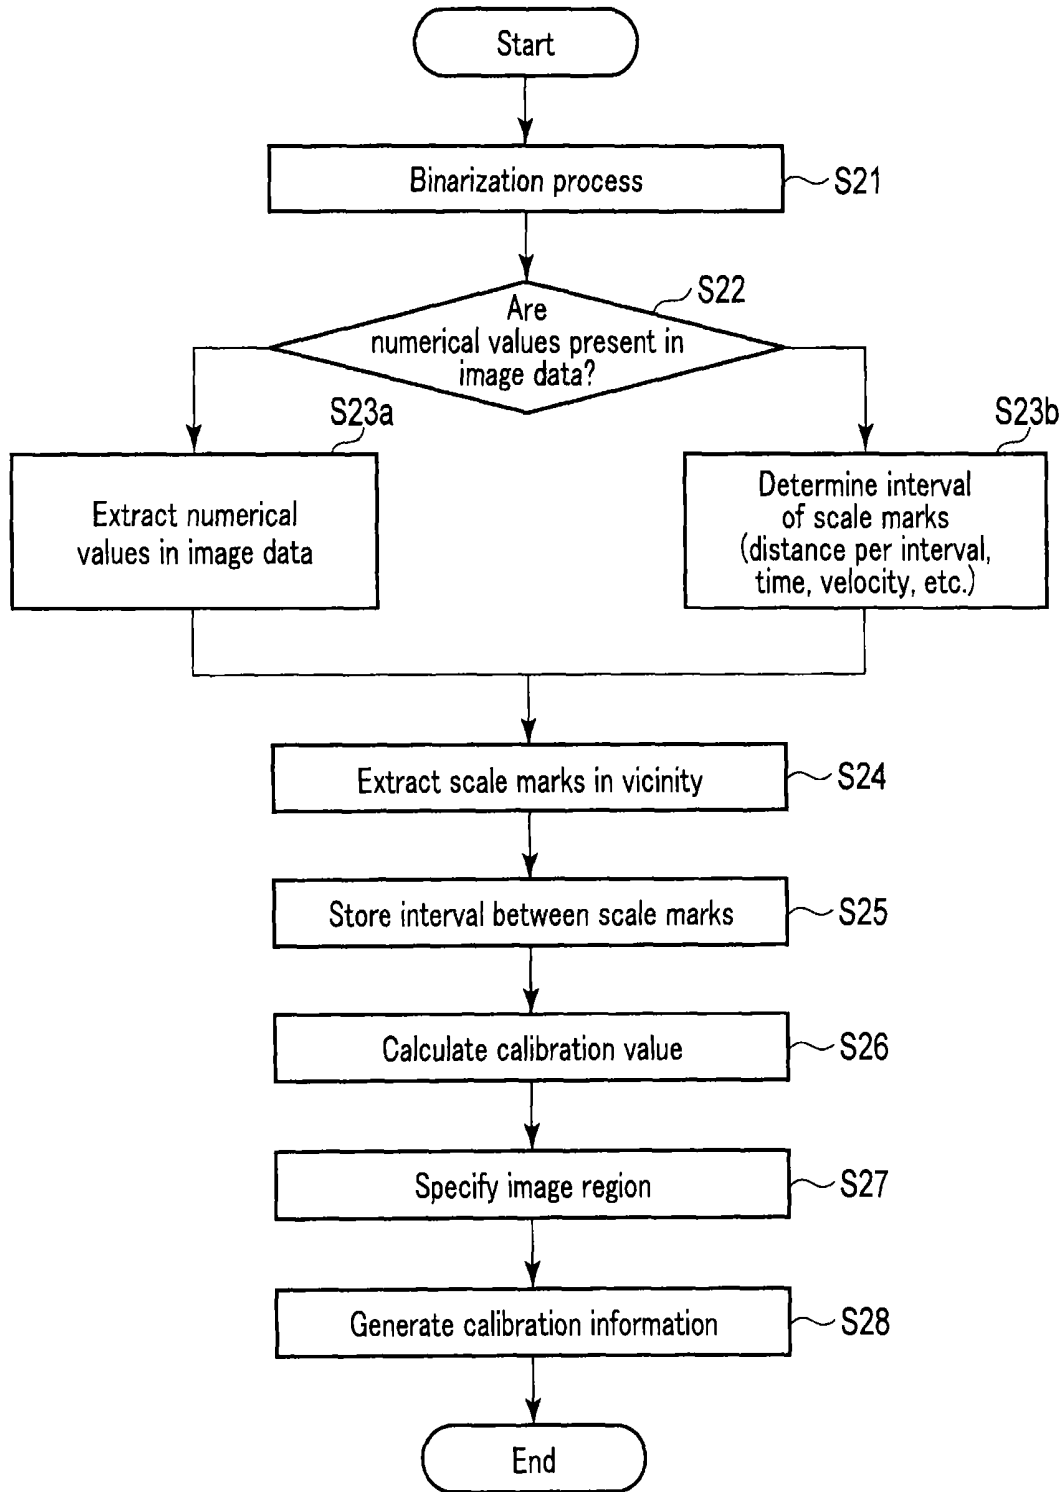 Start
Binarization process
S21
S22
Are
numerical values present in
image data?
S23a
S23b
Extract numerical
values in image data
Determine interval
of scale marks
(distance per interval,
time, velocity, etc.)
Extract scale marks in vicinity
S24
Store interval between scale marks
S25
Calculate calibration value
S26
Specify image region
S27
Generate calibration information
S28
End